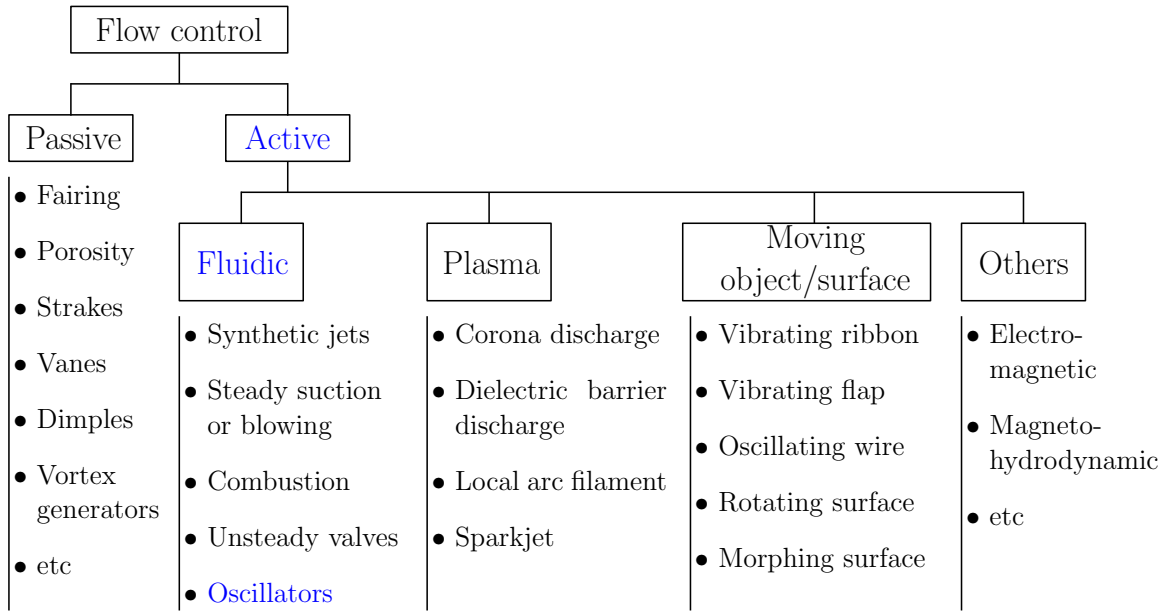 Flow control
Passive
Active
• Fairing
• Porosity
• Strakes
• Vanes
• Dimples
• Vortex
generators
• etc
Fluidic
• Synthetic jets
• Steady suction
or blowing
• Combustion
• Unsteady valves
• Oscillators
Plasma
• Corona discharge
• Dielectric barrier
discharge
• Local arc filament
• Sparkjet
Moving
object/surface
• Vibrating ribbon
• Vibrating flap
• Oscillating wire
• Rotating surface
• Morphing surface
Others
• Electro-
magnetic
• Magneto-
hydrodynamic
• etc